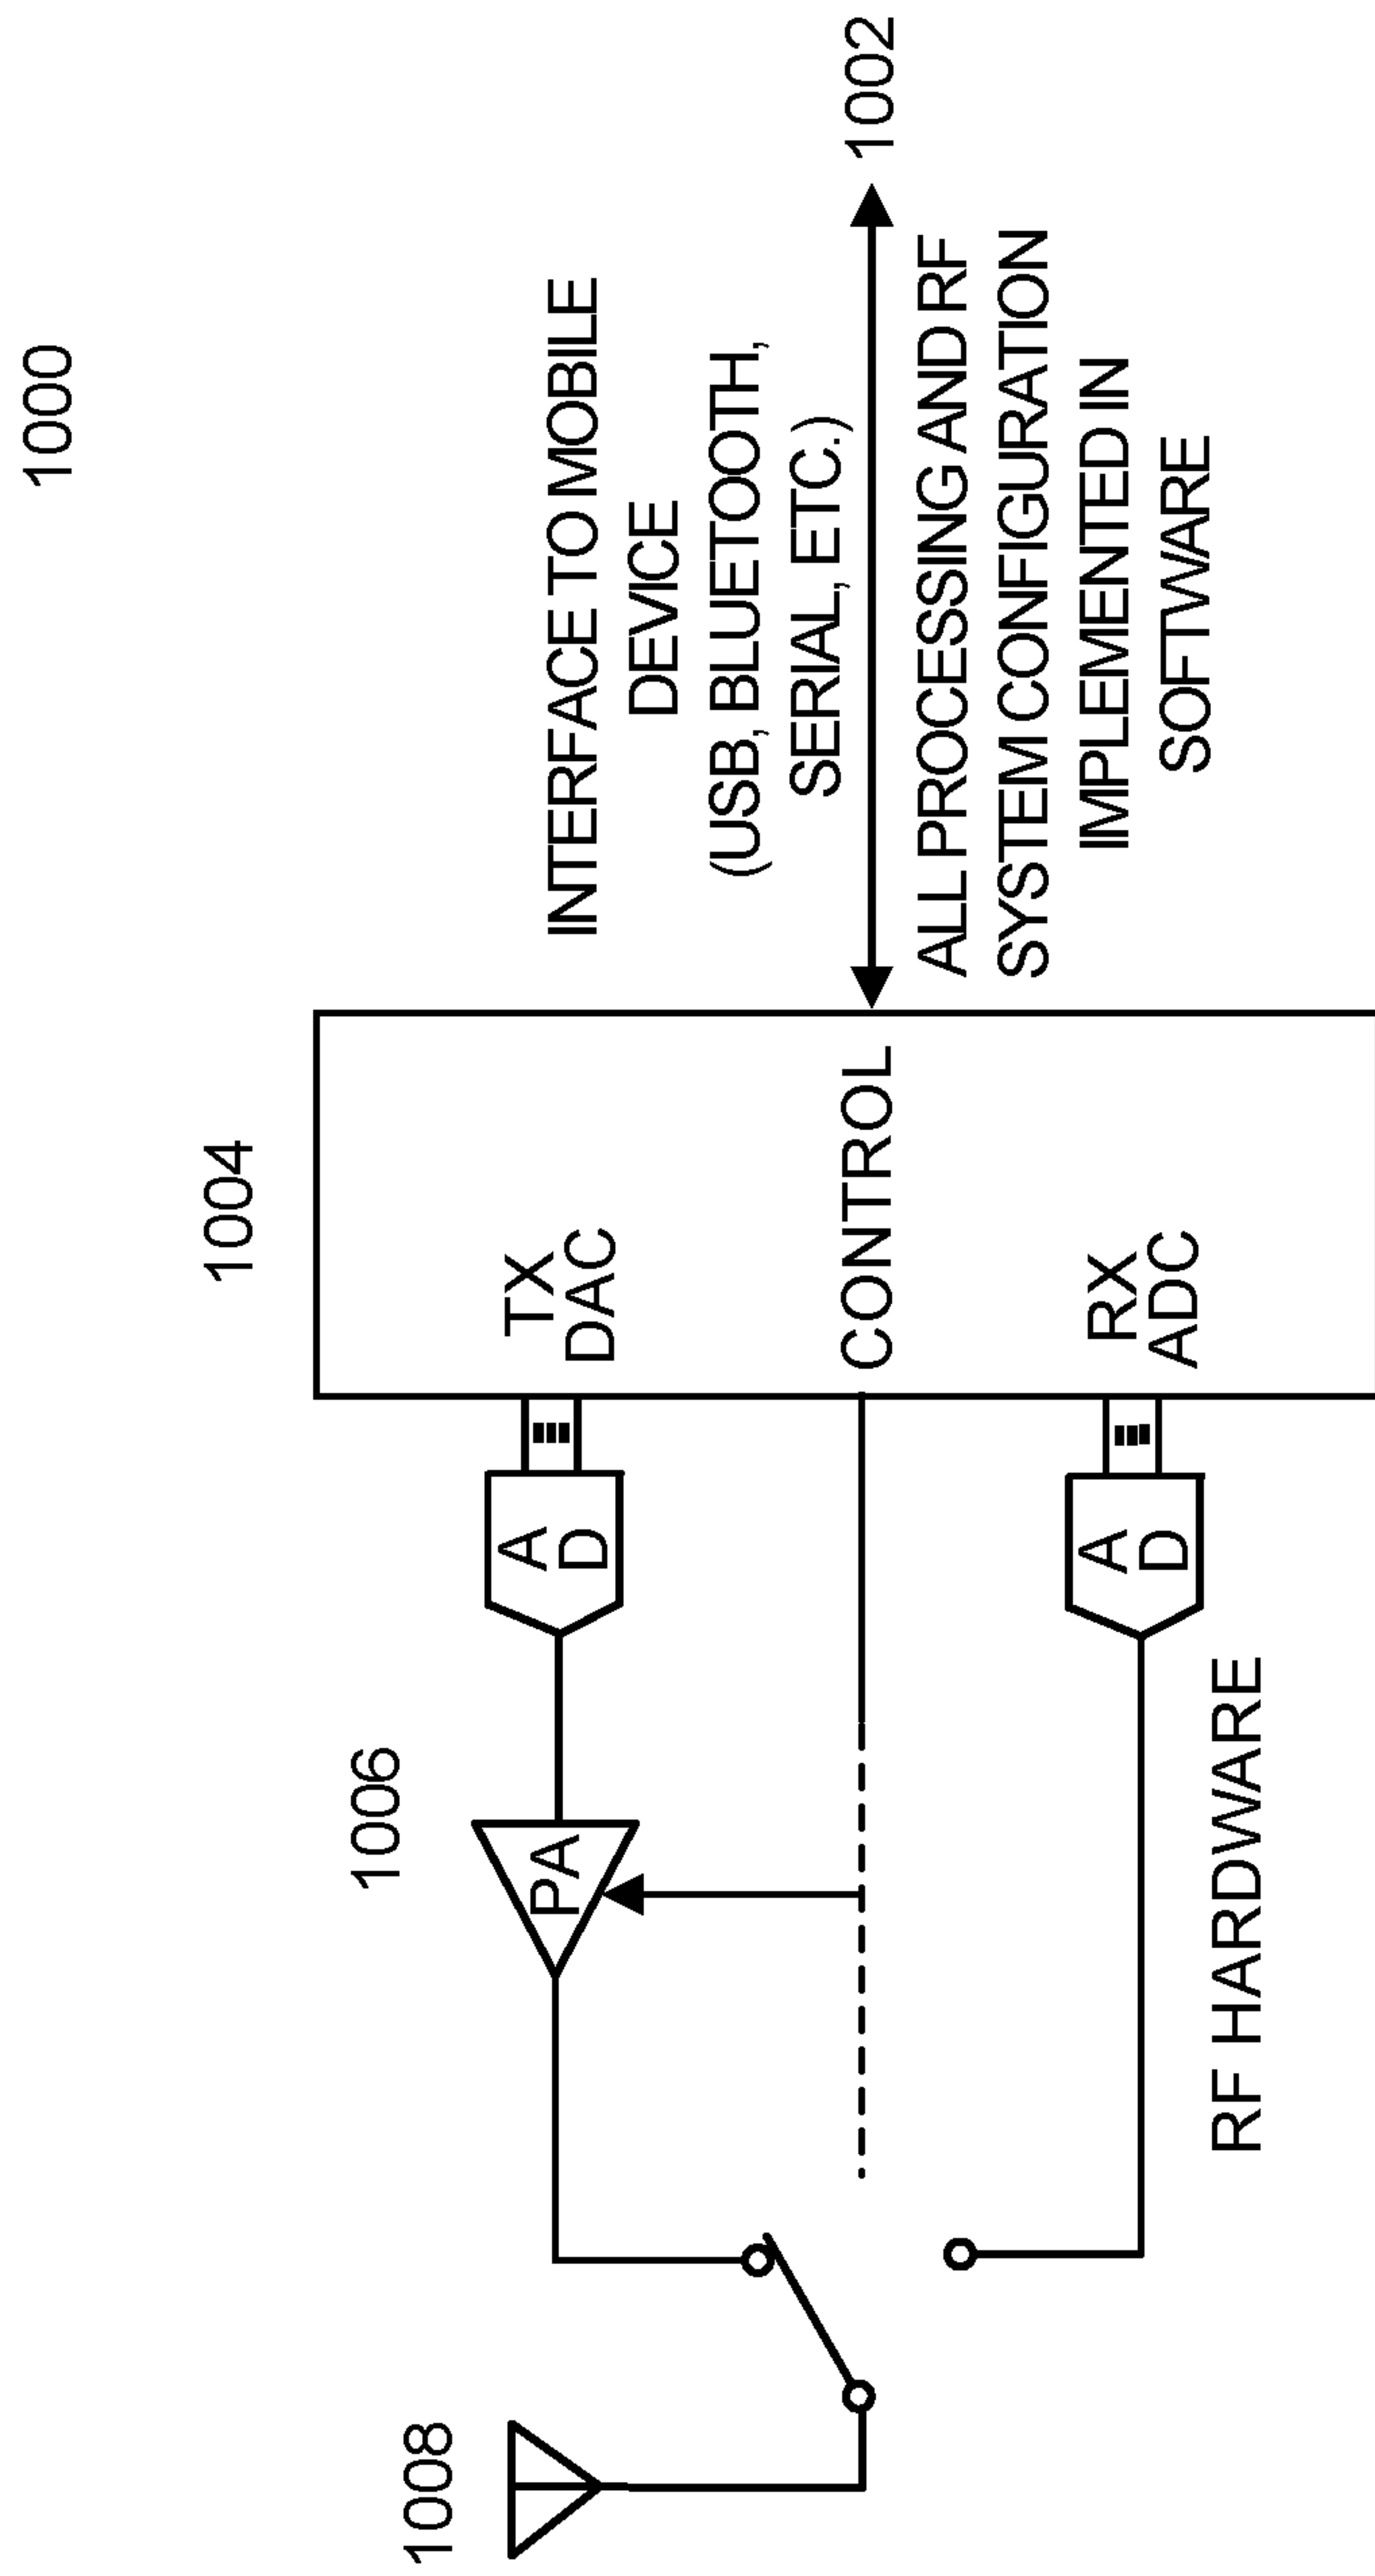 1000
1004
1006
1008
1002
INTERFACE TO MOBILE
DEVICE
(USB, BLUETOOTH,
SERIAL, ETC.)
ALL PROCESSING AND RF
SYSTEM CONFIGURATION
IMPLEMENTED IN
SOFTWARE
TX
DAC
CONTROL
RX
ADC
A
D
PA
A
D
RF HARDWARE